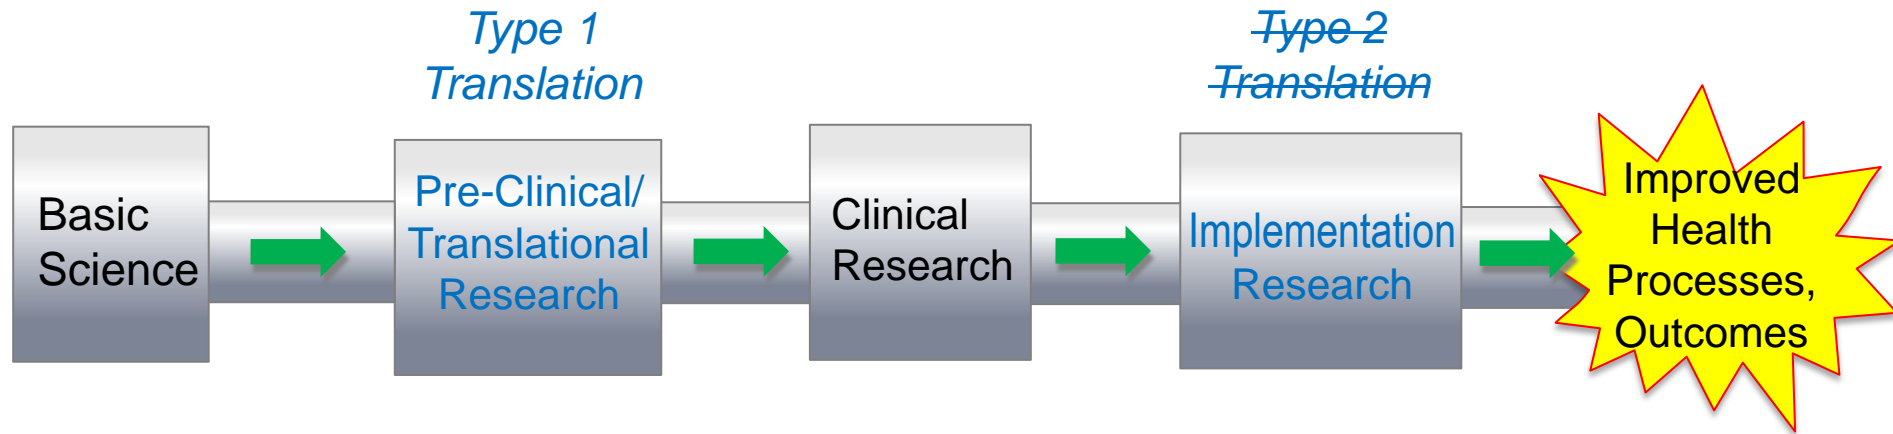 Type 1
Translation
Type 2
Translation
Basic
Science
Pre-Clinical/
Translational
Research
Clinical
Research
Implementation
Research
Improved
Health
Processes,
Outcomes